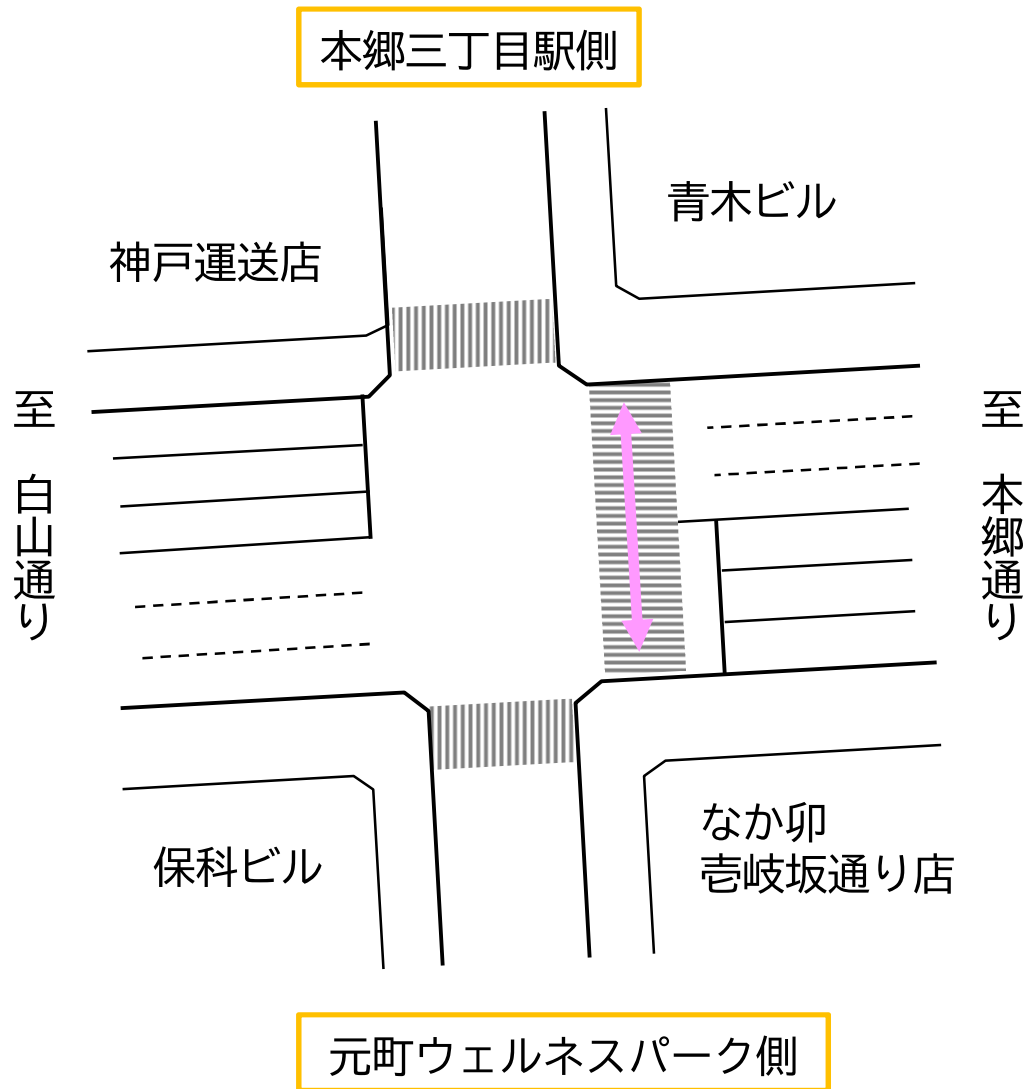 本郷三丁目駅側
青木ビル
神戸運送店
至 白山通り
至 本郷通り
保科ビル
なか卯
壱岐坂通り店
元町ウェルネスパーク側